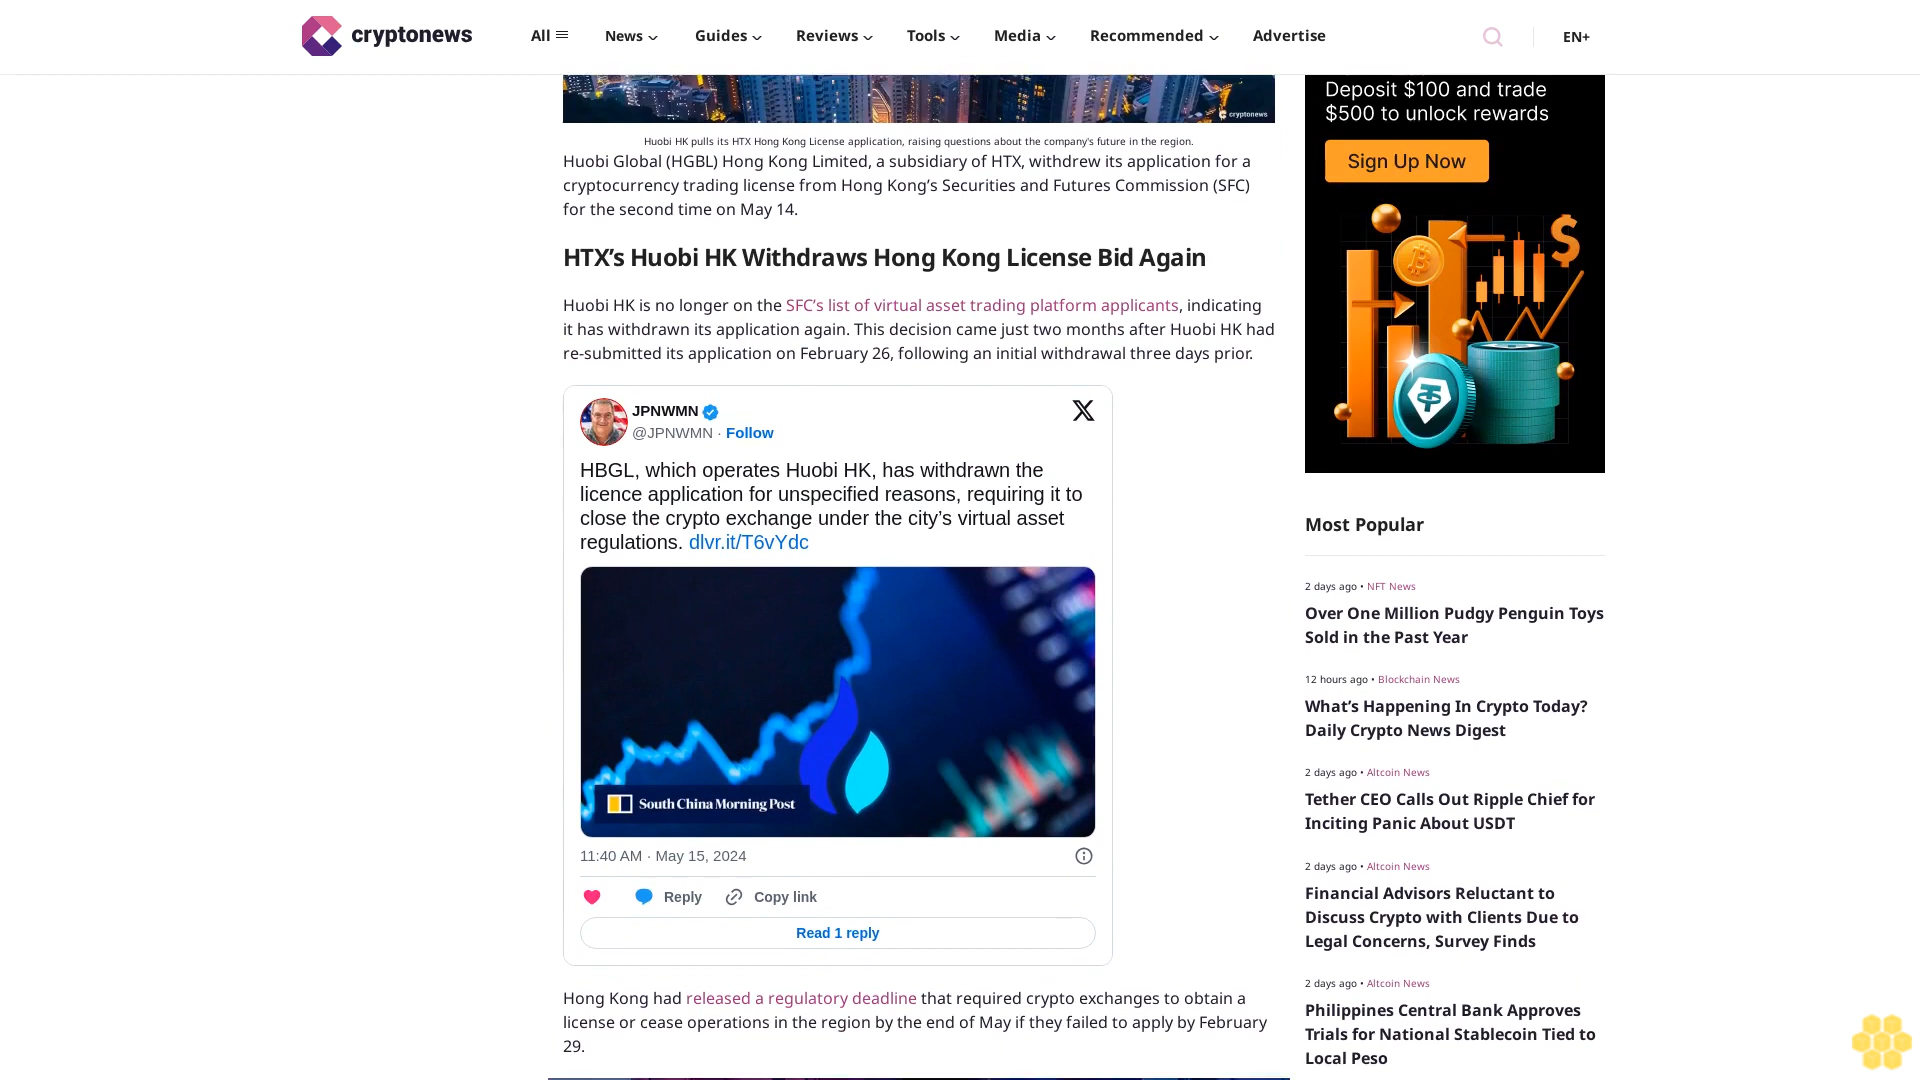 cryptonews
All
News
Guides
Reviews
Tools
Media
Recommended
Advertise
EN+
cryptonews
Huobi HK pulls its HTX Hong Kong License application, raising questions about the company's future in the region.
Huobi Global (HGBL) Hong Kong Limited, a subsidiary of HTX, withdrew its application for a
cryptocurrency trading license from Hong Kong’s Securities and Futures Commission (SFC)
for the second time on May 14.
HTX’s Huobi HK Withdraws Hong Kong License Bid Again
Huobi HK is no longer on the SFC’s list of virtual asset trading platform applicants, indicating
it has withdrawn its application again. This decision came just two months after Huobi HK had
re-submitted its application on February 26, following an initial withdrawal three days prior.
JPNWMN
@JPNWMN · Follow
HBGL, which operates Huobi HK, has withdrawn the
licence application for unspecified reasons, requiring it to
close the crypto exchange under the city’s virtual asset
regulations. dlvr.it/T6vYdc
South China Morning Post
11:40 AM · May 15, 2024
Reply
Copy link
Read 1 reply
Hong Kong had released a regulatory deadline that required crypto exchanges to obtain a
license or cease operations in the region by the end of May if they failed to apply by February
29.
Deposit $100 and trade
$500 to unlock rewards
Sign Up Now
Most Popular
2 days ago • NFT News
Over One Million Pudgy Penguin Toys
Sold in the Past Year
12 hours ago • Blockchain News
What’s Happening In Crypto Today?
Daily Crypto News Digest
2 days ago • Altcoin News
Tether CEO Calls Out Ripple Chief for
Inciting Panic About USDT
2 days ago • Altcoin News
Financial Advisors Reluctant to
Discuss Crypto with Clients Due to
Legal Concerns, Survey Finds
2 days ago • Altcoin News
Philippines Central Bank Approves
Trials for National Stablecoin Tied to
Local Peso